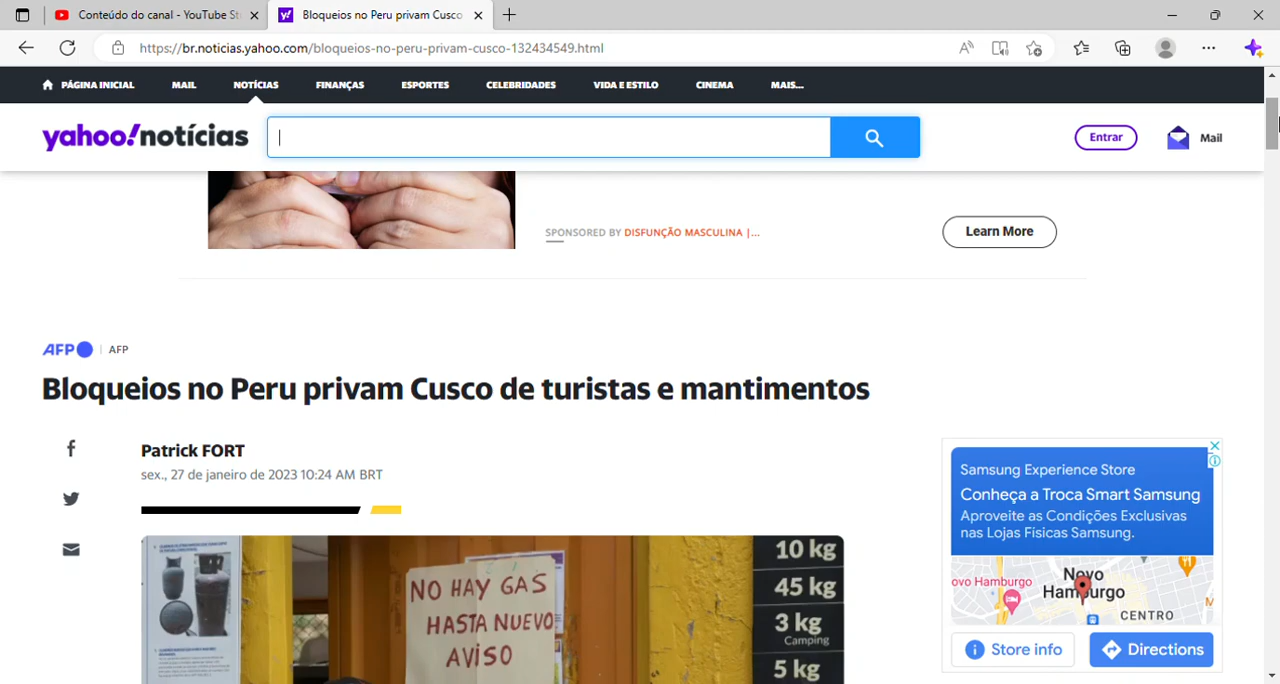 Conteúdo do canal - YouTube St
Bloqueios no Peru privam Cusco
https://br.noticias.yahoo.com/bloqueios-no-peru-privam-cusco-132434549.html
PÁGINA INICIAL
MAIL
NOTÍCIAS
FINANÇAS
ESPORTES
CELEBRIDADES
VIDA E ESTILO
CINEMA
MAIS...
yahoo!notícias
Entrar
Mail
SPONSORED BY DISFUNÇÃO MASCULINA |...
Learn More
AFP
AFP
Bloqueios no Peru privam Cusco de turistas e mantimentos
Patrick FORT
sex., 27 de janeiro de 2023 10:24 AM BRT
NO HAY GAS
HASTA NUEVO
AVISO
10 kg
45 kg
3 kg
Camping
5 kg
Samsung Experience Store
Conheça a Troca Smart Samsung
Aproveite as Condições Exclusivas
nas Lojas Físicas Samsung.
ovo Hamburgo
Novo
Hamburgo
CENTRO
Store info
Directions